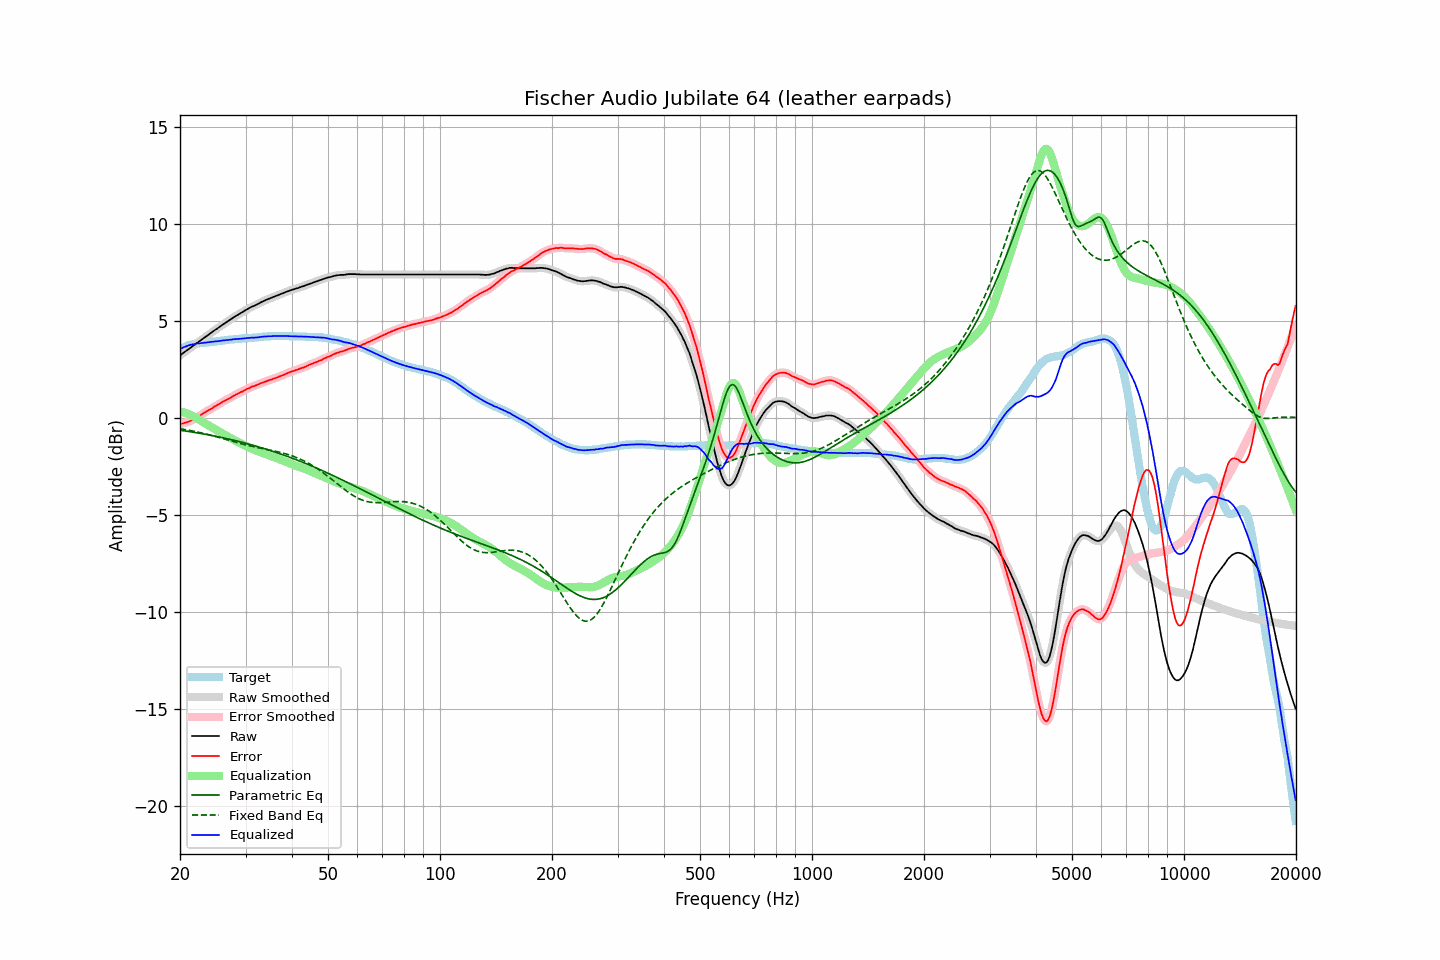 Fischer Audio Jubilate 64 (leather earpads)
15
10
5
0
−5
−10
−15
−20
Amplitude (dBr)
Target
Raw Smoothed
Error Smoothed
Raw
Error
Equalization
Parametric Eq
Fixed Band Eq
Equalized
20 50 100 200 500 1000 2000 5000 10000 20000
Frequency (Hz)